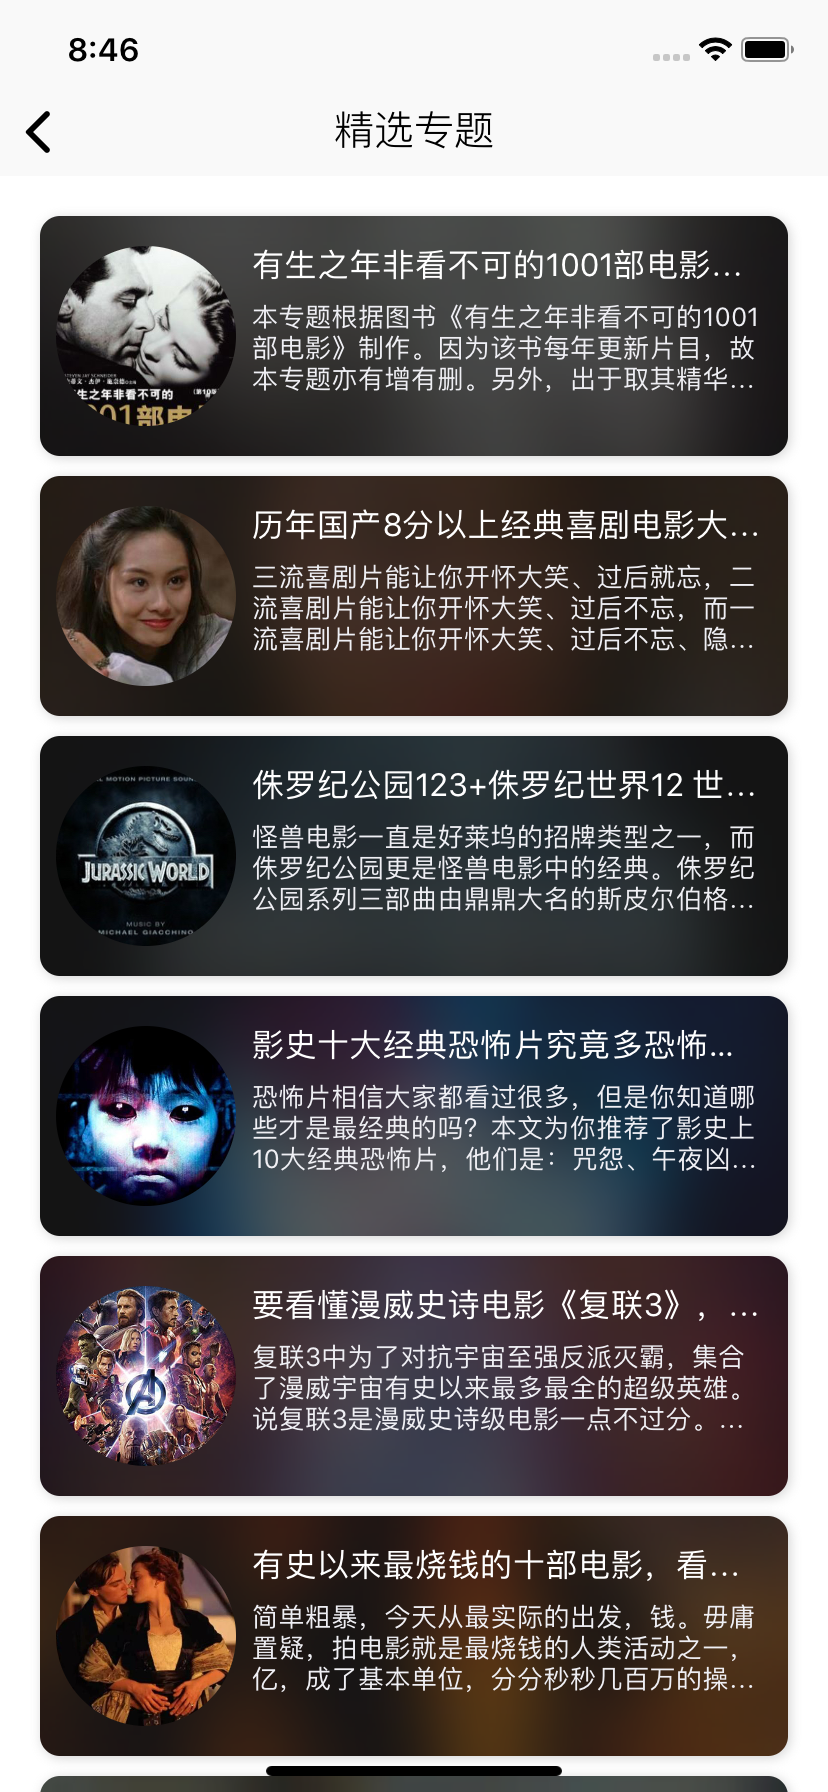 8:46
精选专题
有生之年非看不可的1001部电影...
本专题根据图书《有生之年非看不可的1001
部电影》制作。因为该书每年更新片目，故
本专题亦有增有删。另外，出于取其精华...
生之年非看不可的
历年国产8分以上经典喜剧电影大...
三流喜剧片能让你开怀大笑、过后就忘，二
流喜剧片能让你开怀大笑、过后不忘，而一
流喜剧片能让你开怀大笑、过后不忘、隐...
MOTION PICTURE SOUN
JURASSIC WORLD
MUSIC BY
MICHAEL GIACCHINO
侏罗纪公园123+侏罗纪世界12 世...
怪兽电影一直是好莱坞的招牌类型之一，而
侏罗纪公园更是怪兽电影中的经典。侏罗纪
公园系列三部曲由鼎鼎大名的斯皮尔伯格...
影史十大经典恐怖片究竟多恐怖...
恐怖片相信大家都看过很多，但是你知道哪
些才是最经典的吗？本文为你推荐了影史上
10大经典恐怖片，他们是：咒怨、午夜凶...
要看懂漫威史诗电影《复联3》，...
复联3中为了对抗宇宙至强反派灭霸，集合
了漫威宇宙有史以来最多最全的超级英雄。
说复联3是漫威史诗级电影一点不过分。...
有史以来最烧钱的十部电影，看...
简单粗暴，今天从最实际的出发，钱。毋庸
置疑，拍电影就是最烧钱的人类活动之一，
亿，成了基本单位，分分秒秒几百万的操...